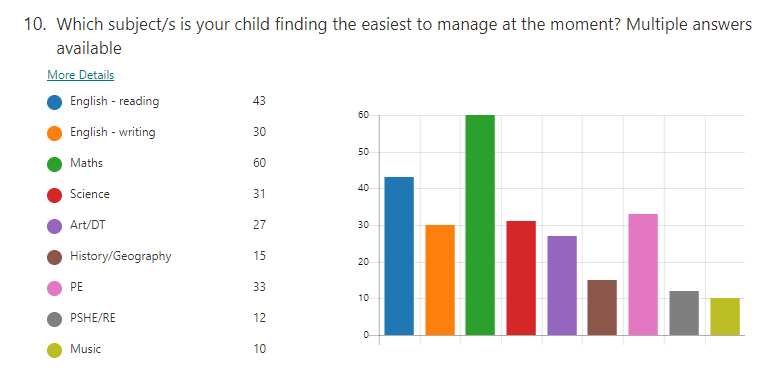 10. Which subject/s is your child finding the easiest to manage at the moment? Multiple answers
available
More Details
English - reading 43
English - writing 30
Maths 60
Science 31
Art/DT 27
History/Geography 15
PE 33
PSHE/RE 12
Music 10
60
50
40
30
20
10
0